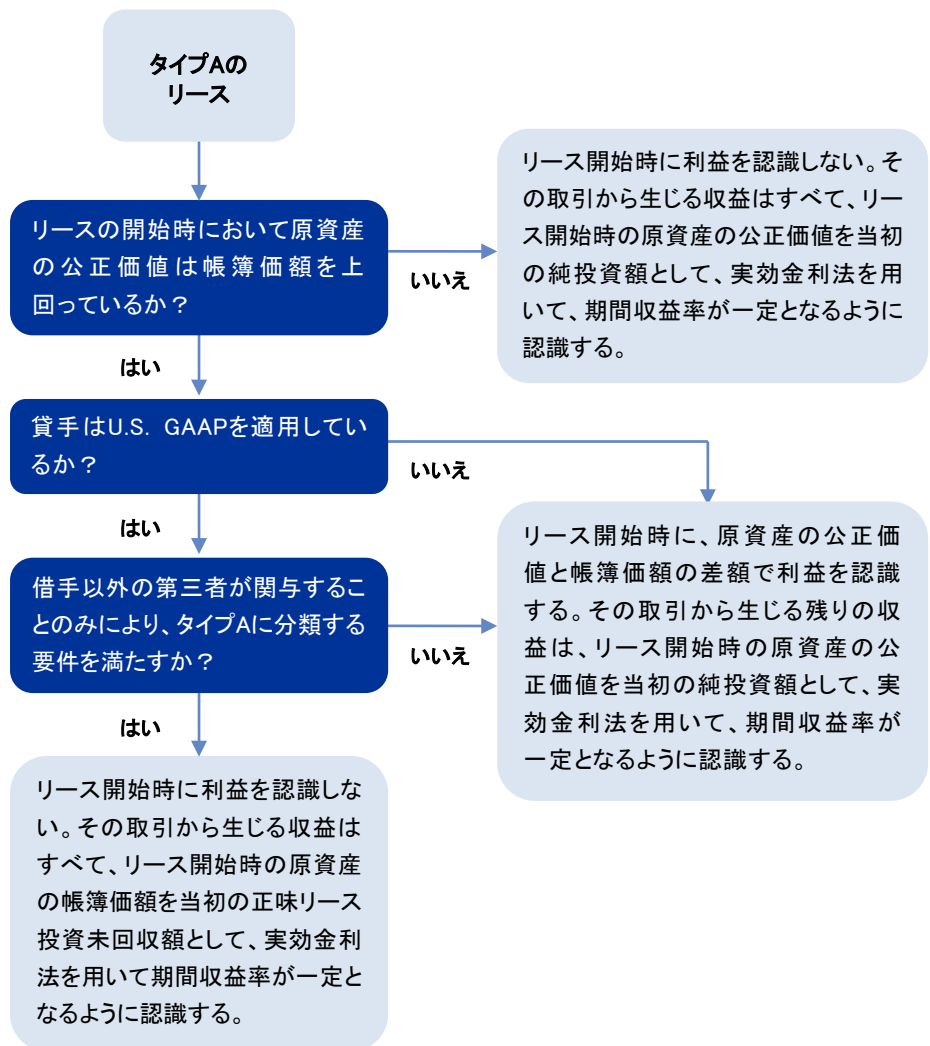 タイプAの
リース
リースの開始時において原資産
の公正価値は帳簿価額を上
回っているか？
いいえ
リース開始時に利益を認識しない。そ
の取引から生じる収益はすべて、リー
ス開始時の原資産の公正価値を当初
の純投資額として、実効金利法を用
いて、期間収益率が一定となるように
認識する。
はい
貸手はU.S. GAAPを適用してい
るか？
いいえ
はい
借手以外の第三者が関与するこ
とのみにより、タイプAに分類する
要件を満たすか？
いいえ
リース開始時に、原資産の公正価
値と帳簿価額の差額で利益を認識
する。その取引から生じる残りの収
益は、リース開始時の原資産の公
正価値を当初の純投資額として、実
効金利法を用いて、期間収益率が
一定となるように認識する。
はい
リース開始時に利益を認識しな
い。その取引から生じる収益は
すべて、リース開始時の原資産
の帳簿価額を当初の正味リース
投資未回収額として、実効金利
法を用いて期間収益率が一定と
なるように認識する。